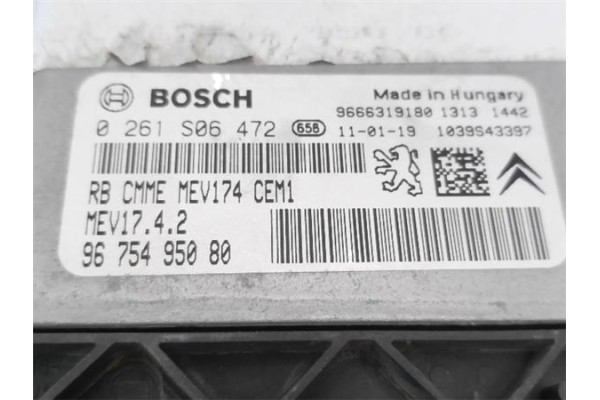 BOSCH
Made in Hungary
9666319180 1313 1442
0 261 S06 472 658 11-01-19 1039S43397
RB CMME MEV174 CEM1
MEV17.4.2
96 754 950 80